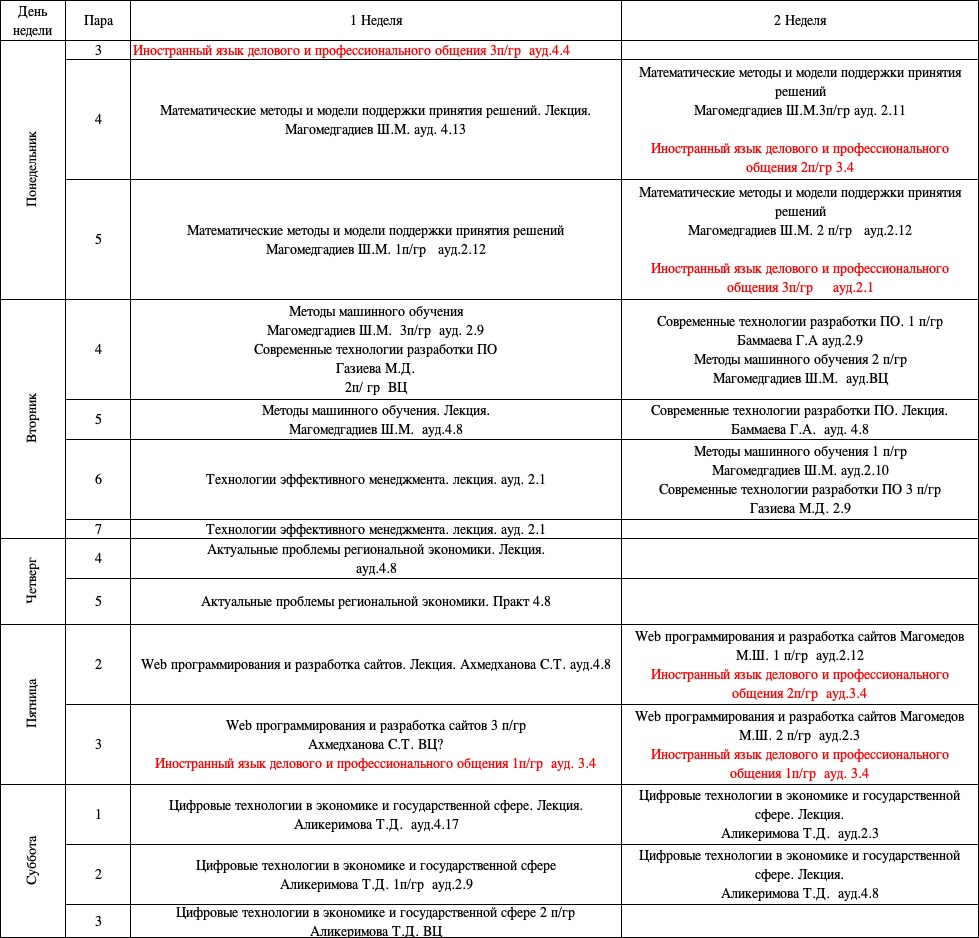 День
недели
Пара
1 Неделя
2 Неделя
Понедельник
3
Иностранный язык делового и профессионального общения 3п/гр ауд.4.4
4
Математические методы и модели поддержки принятия решений. Лекция.
Магомедгадиев Ш.М. ауд. 4.13
Математические методы и модели поддержки принятия
решений
Магомедгадиев Ш.М.3п/гр ауд. 2.11
Иностранный язык делового и профессионального
общения 2п/гр 3.4
5
Математические методы и модели поддержки принятия решений
Магомедгадиев Ш.М. 1п/гр ауд.2.12
Математические методы и модели поддержки принятия
решений
Магомедгадиев Ш.М. 2 п/гр ауд.2.12
Иностранный язык делового и профессионального
общения 3п/гр ауд.2.1
Вторник
4
Методы машинного обучения
Магомедгадиев Ш.М. 3п/гр ауд. 2.9
Современные технологии разработки ПО
Газиева М.Д.
2п/ гр ВЦ
Современные технологии разработки ПО. 1 п/гр
Баммаева Г.А ауд.2.9
Методы машинного обучения 2 п/гр
Магомедгадиев Ш.М. ауд.ВЦ
5
Методы машинного обучения. Лекция.
Магомедгадиев Ш.М. ауд.4.8
Современные технологии разработки ПО. Лекция.
Баммаева Г.А. ауд. 4.8
6
Технологии эффективного менеджмента. лекция. ауд. 2.1
Методы машинного обучения 1 п/гр
Магомедгадиев Ш.М. ауд.2.10
Современные технологии разработки ПО 3 п/гр
Газиева М.Д. 2.9
7
Технологии эффективного менеджмента. лекция. ауд. 2.1
Четверг
4
Актуальные проблемы региональной экономики. Лекция.
ауд.4.8
5
Актуальные проблемы региональной экономики. Практ 4.8
Пятница
2
Web программирования и разработка сайтов. Лекция. Ахмедханова С.Т. ауд.4.8
Web программирования и разработка сайтов Магомедов
М.Ш. 1 п/гр ауд.2.12
Иностранный язык делового и профессионального
общения 2п/гр ауд.3.4
3
Web программирования и разработка сайтов 3 п/гр
Ахмедханова С.Т. ВЦ?
Иностранный язык делового и профессионального общения 1п/гр ауд. 3.4
Web программирования и разработка сайтов Магомедов
М.Ш. 2 п/гр ауд.2.3
Иностранный язык делового и профессионального
общения 1п/гр ауд. 3.4
Суббота
1
Цифровые технологии в экономике и государственной сфере. Лекция.
Аликеримова Т.Д. ауд.4.17
Цифровые технологии в экономике и государственной
сфере. Лекция.
Аликеримова Т.Д. ауд.2.3
2
Цифровые технологии в экономике и государственной сфере
Аликеримова Т.Д. 1п/гр ауд.2.9
Цифровые технологии в экономике и государственной
сфере. Лекция.
Аликеримова Т.Д. ауд.4.8
3
Цифровые технологии в экономике и государственной сфере 2 п/гр
Аликеримова Т.Д. ВЦ